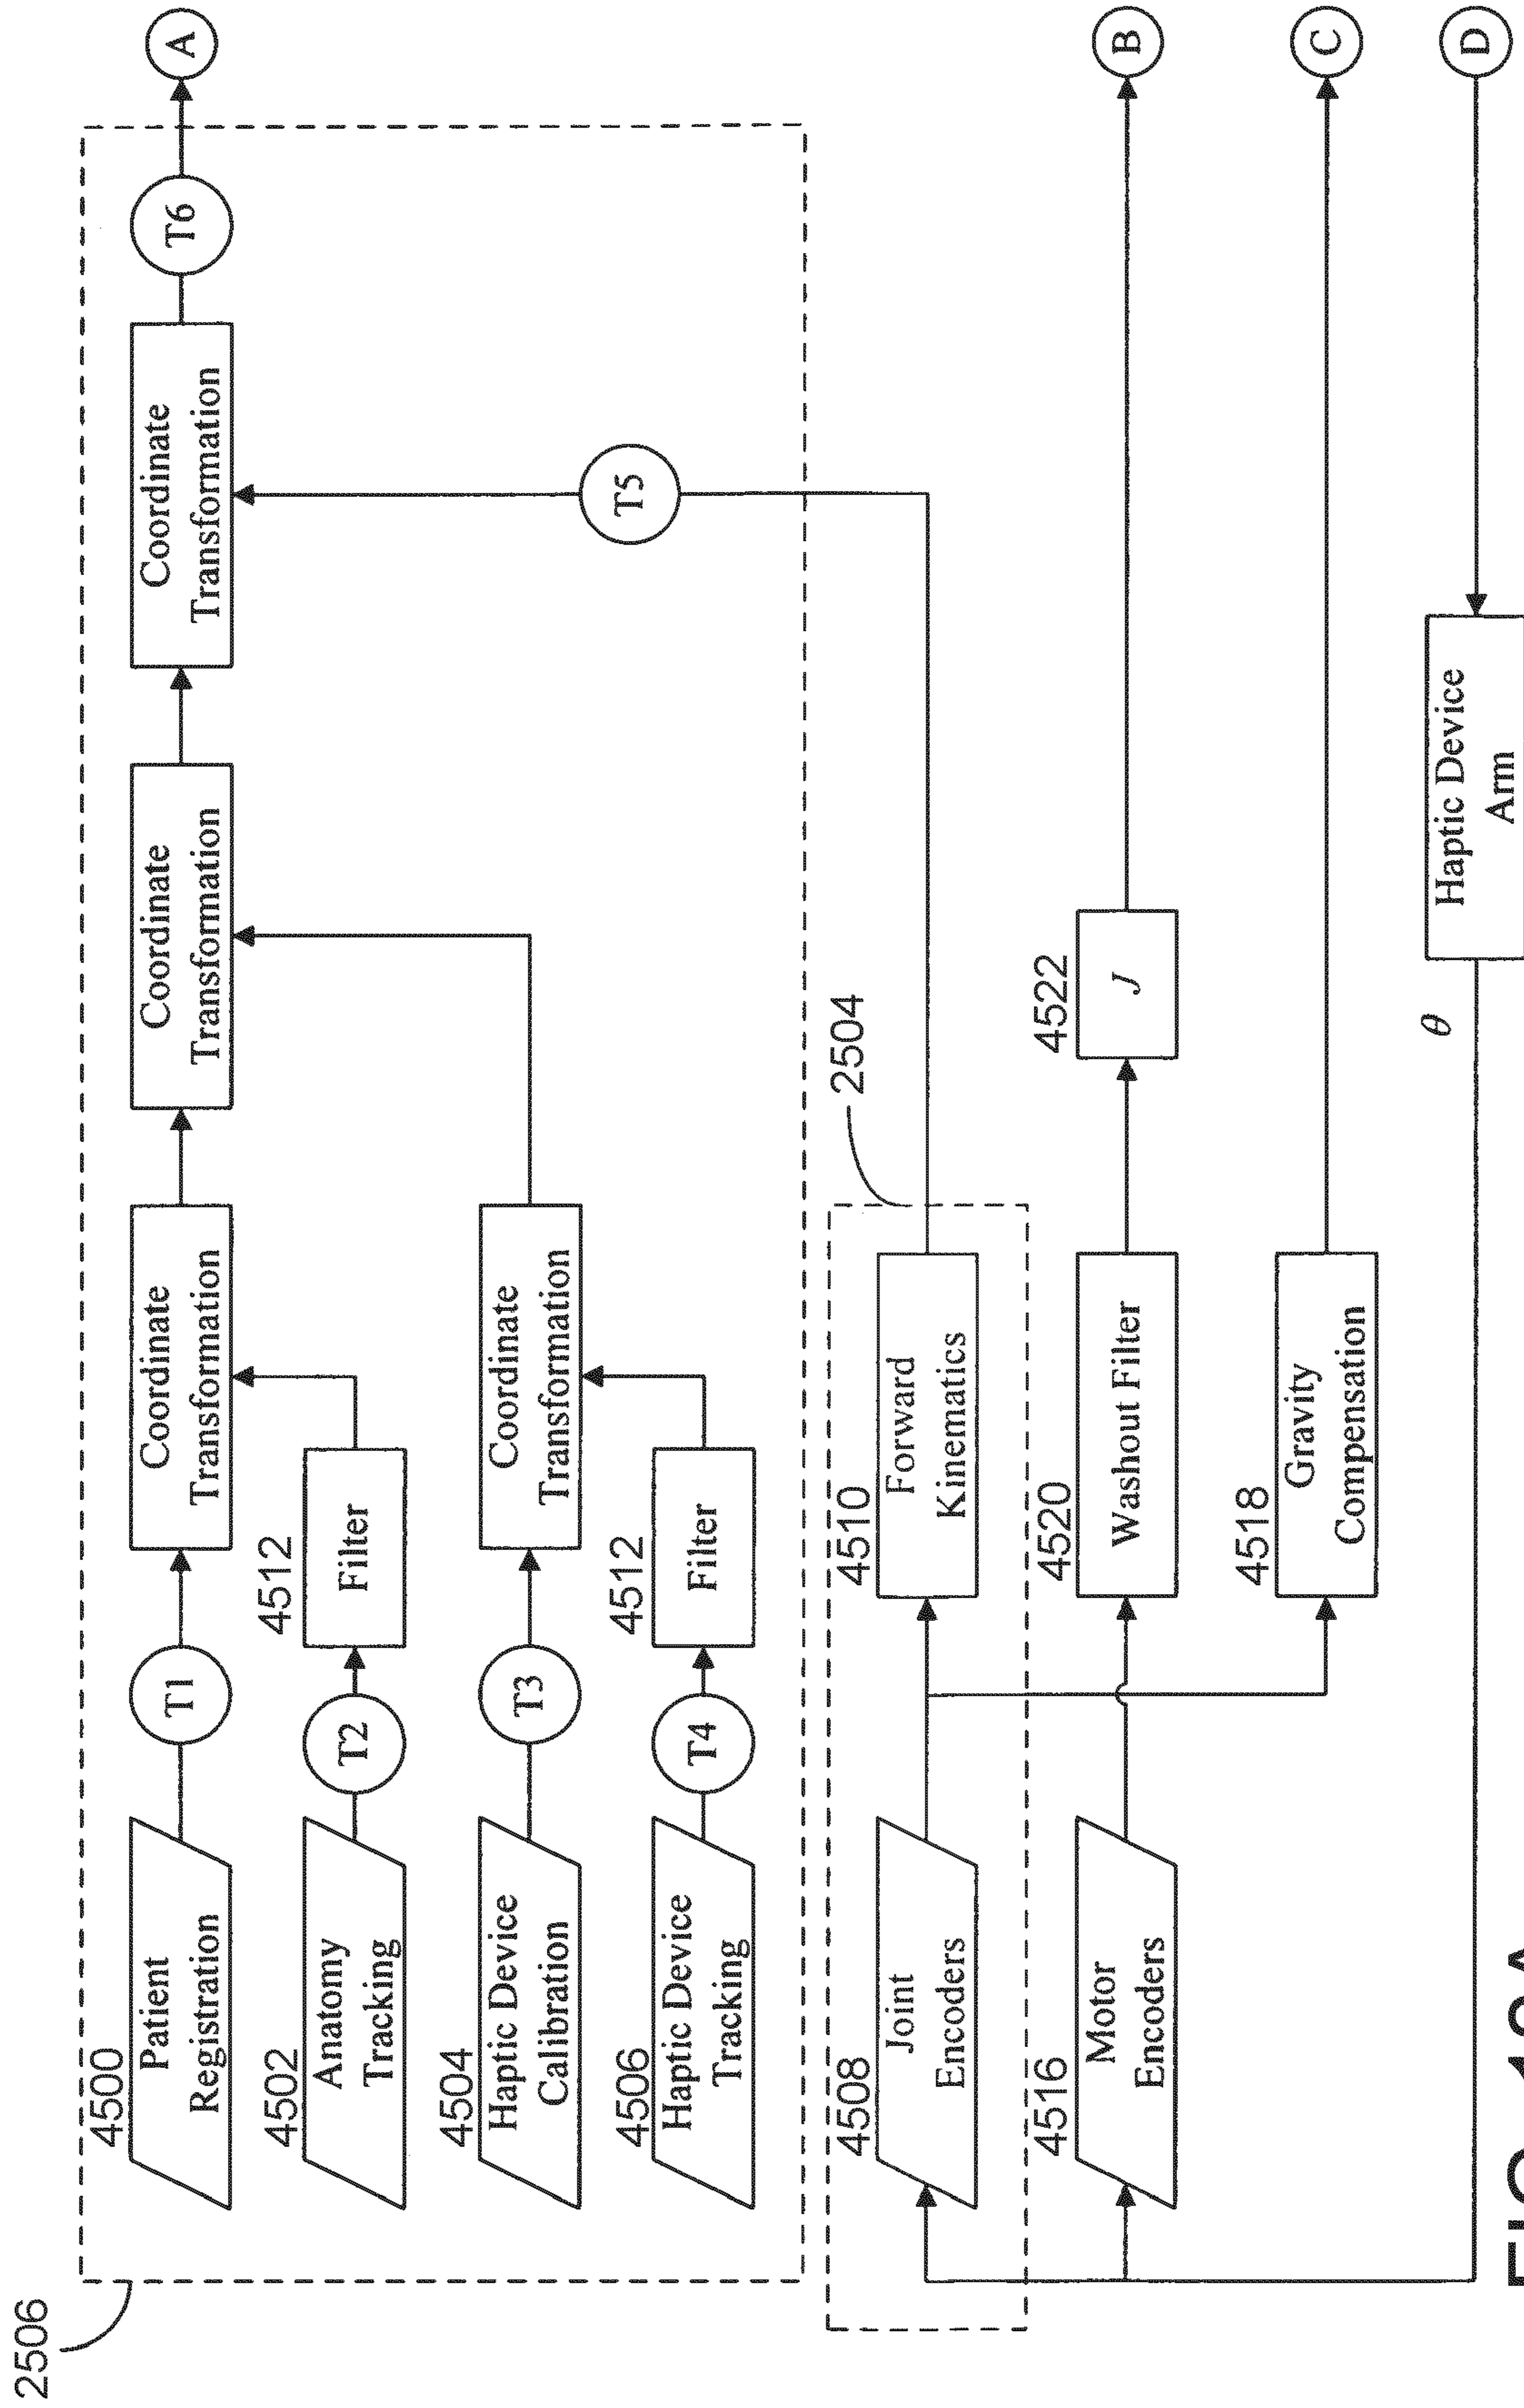 2506
4500
Patient
Registration
T1
Coordinate
Transformation
Coordinate
Transformation
Coordinate
Transformation
T6
A
4502
Anatomy
Tracking
T2
4512
Filter
4504
Haptic Device
Calibration
T3
Coordinate
Transformation
T5
4506
Haptic Device
Tracking
T4
4512
Filter
2504
4508
Joint
Encoders
4510
Forward
Kinematics
4516
Motor
Encoders
4520
Washout Filter
4522
J
B
4518
Gravity
Compensation
C
θ
Haptic Device
Arm
D